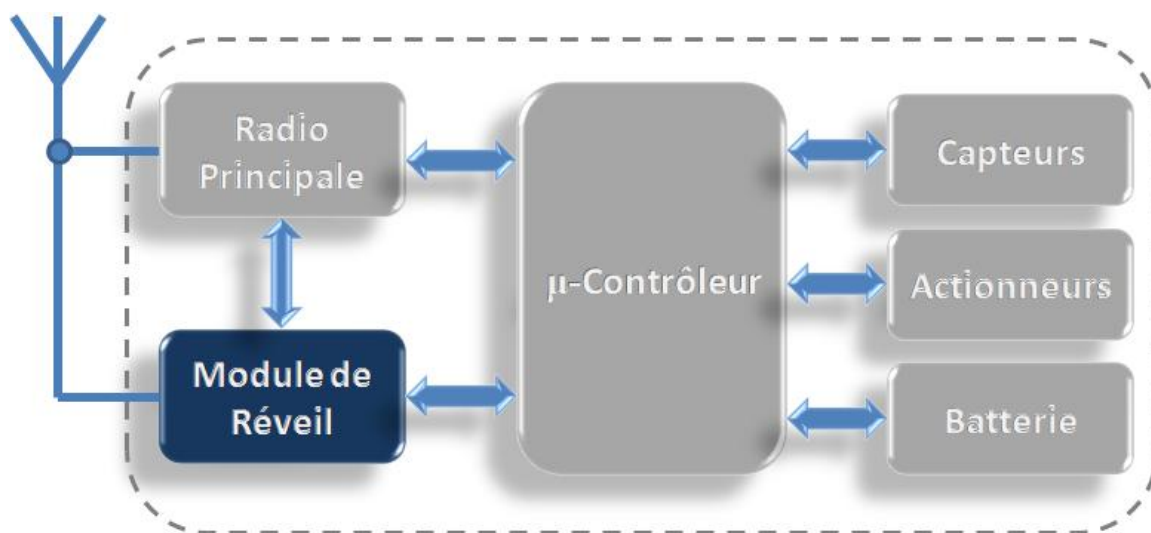 Radio
Principale
Module de
Réveil
µ-Contrôleur
Capteurs
Actionneurs
Batterie